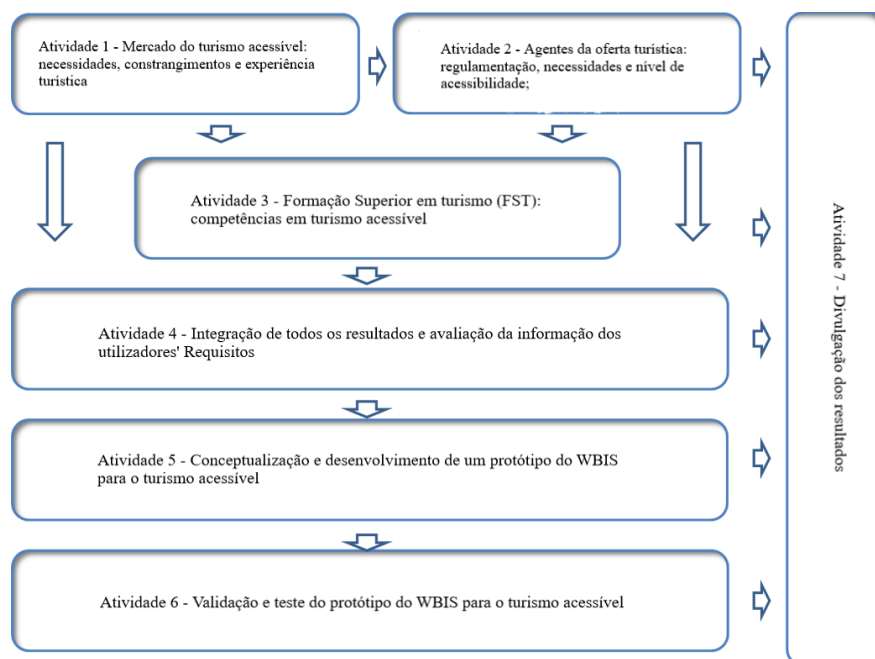 Atividade 1 - Mercado do turismo acessível:
necessidades, constrangimentos e experiência
turística
Atividade 2 - Agentes da oferta turística:
regulamentação, necessidades e nível de
acessibilidade;
Atividade 3 - Formação Superior em turismo (FST):
competências em turismo acessível
Atividade 4 - Integração de todos os resultados e avaliação da informação dos
utilizadores' Requisitos
Atividade 5 - Conceptualização e desenvolvimento de um protótipo do WBIS
para o turismo acessível
Atividade 6 - Validação e teste do protótipo do WBIS para o turismo acessível
Atividade 7 - Divulgação dos resultados